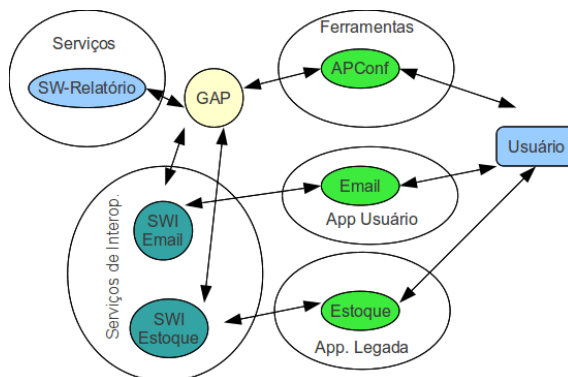 Serviços
SW-Relatório
GAP
Ferramentas
APConf
Usuário
Serviços de Interop.
SWI
Email
SWI
Estoque
Email
App Usuário
Estoque
App. Legada